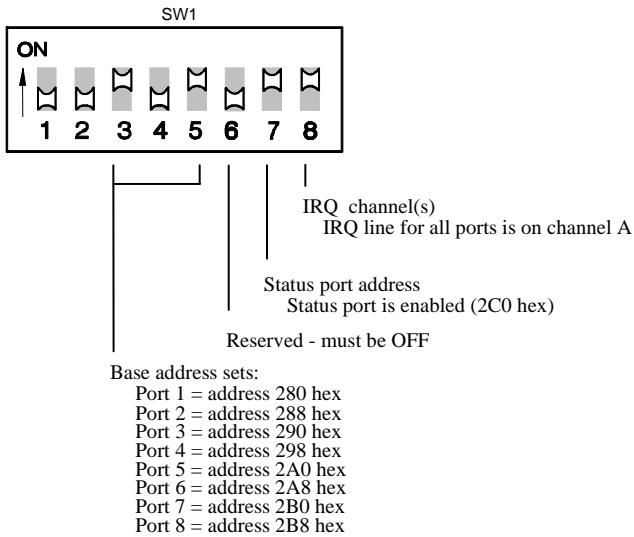 SW1
ON
1 2 3 4 5 6 7 8
IRQ channel(s)
IRQ line for all ports is on channel A
Status port address
Status port is enabled (2C0 hex)
Reserved - must be OFF
Base address sets:
Port 1 = address 280 hex
Port 2 = address 288 hex
Port 3 = address 290 hex
Port 4 = address 298 hex
Port 5 = address 2A0 hex
Port 6 = address 2A8 hex
Port 7 = address 2B0 hex
Port 8 = address 2B8 hex